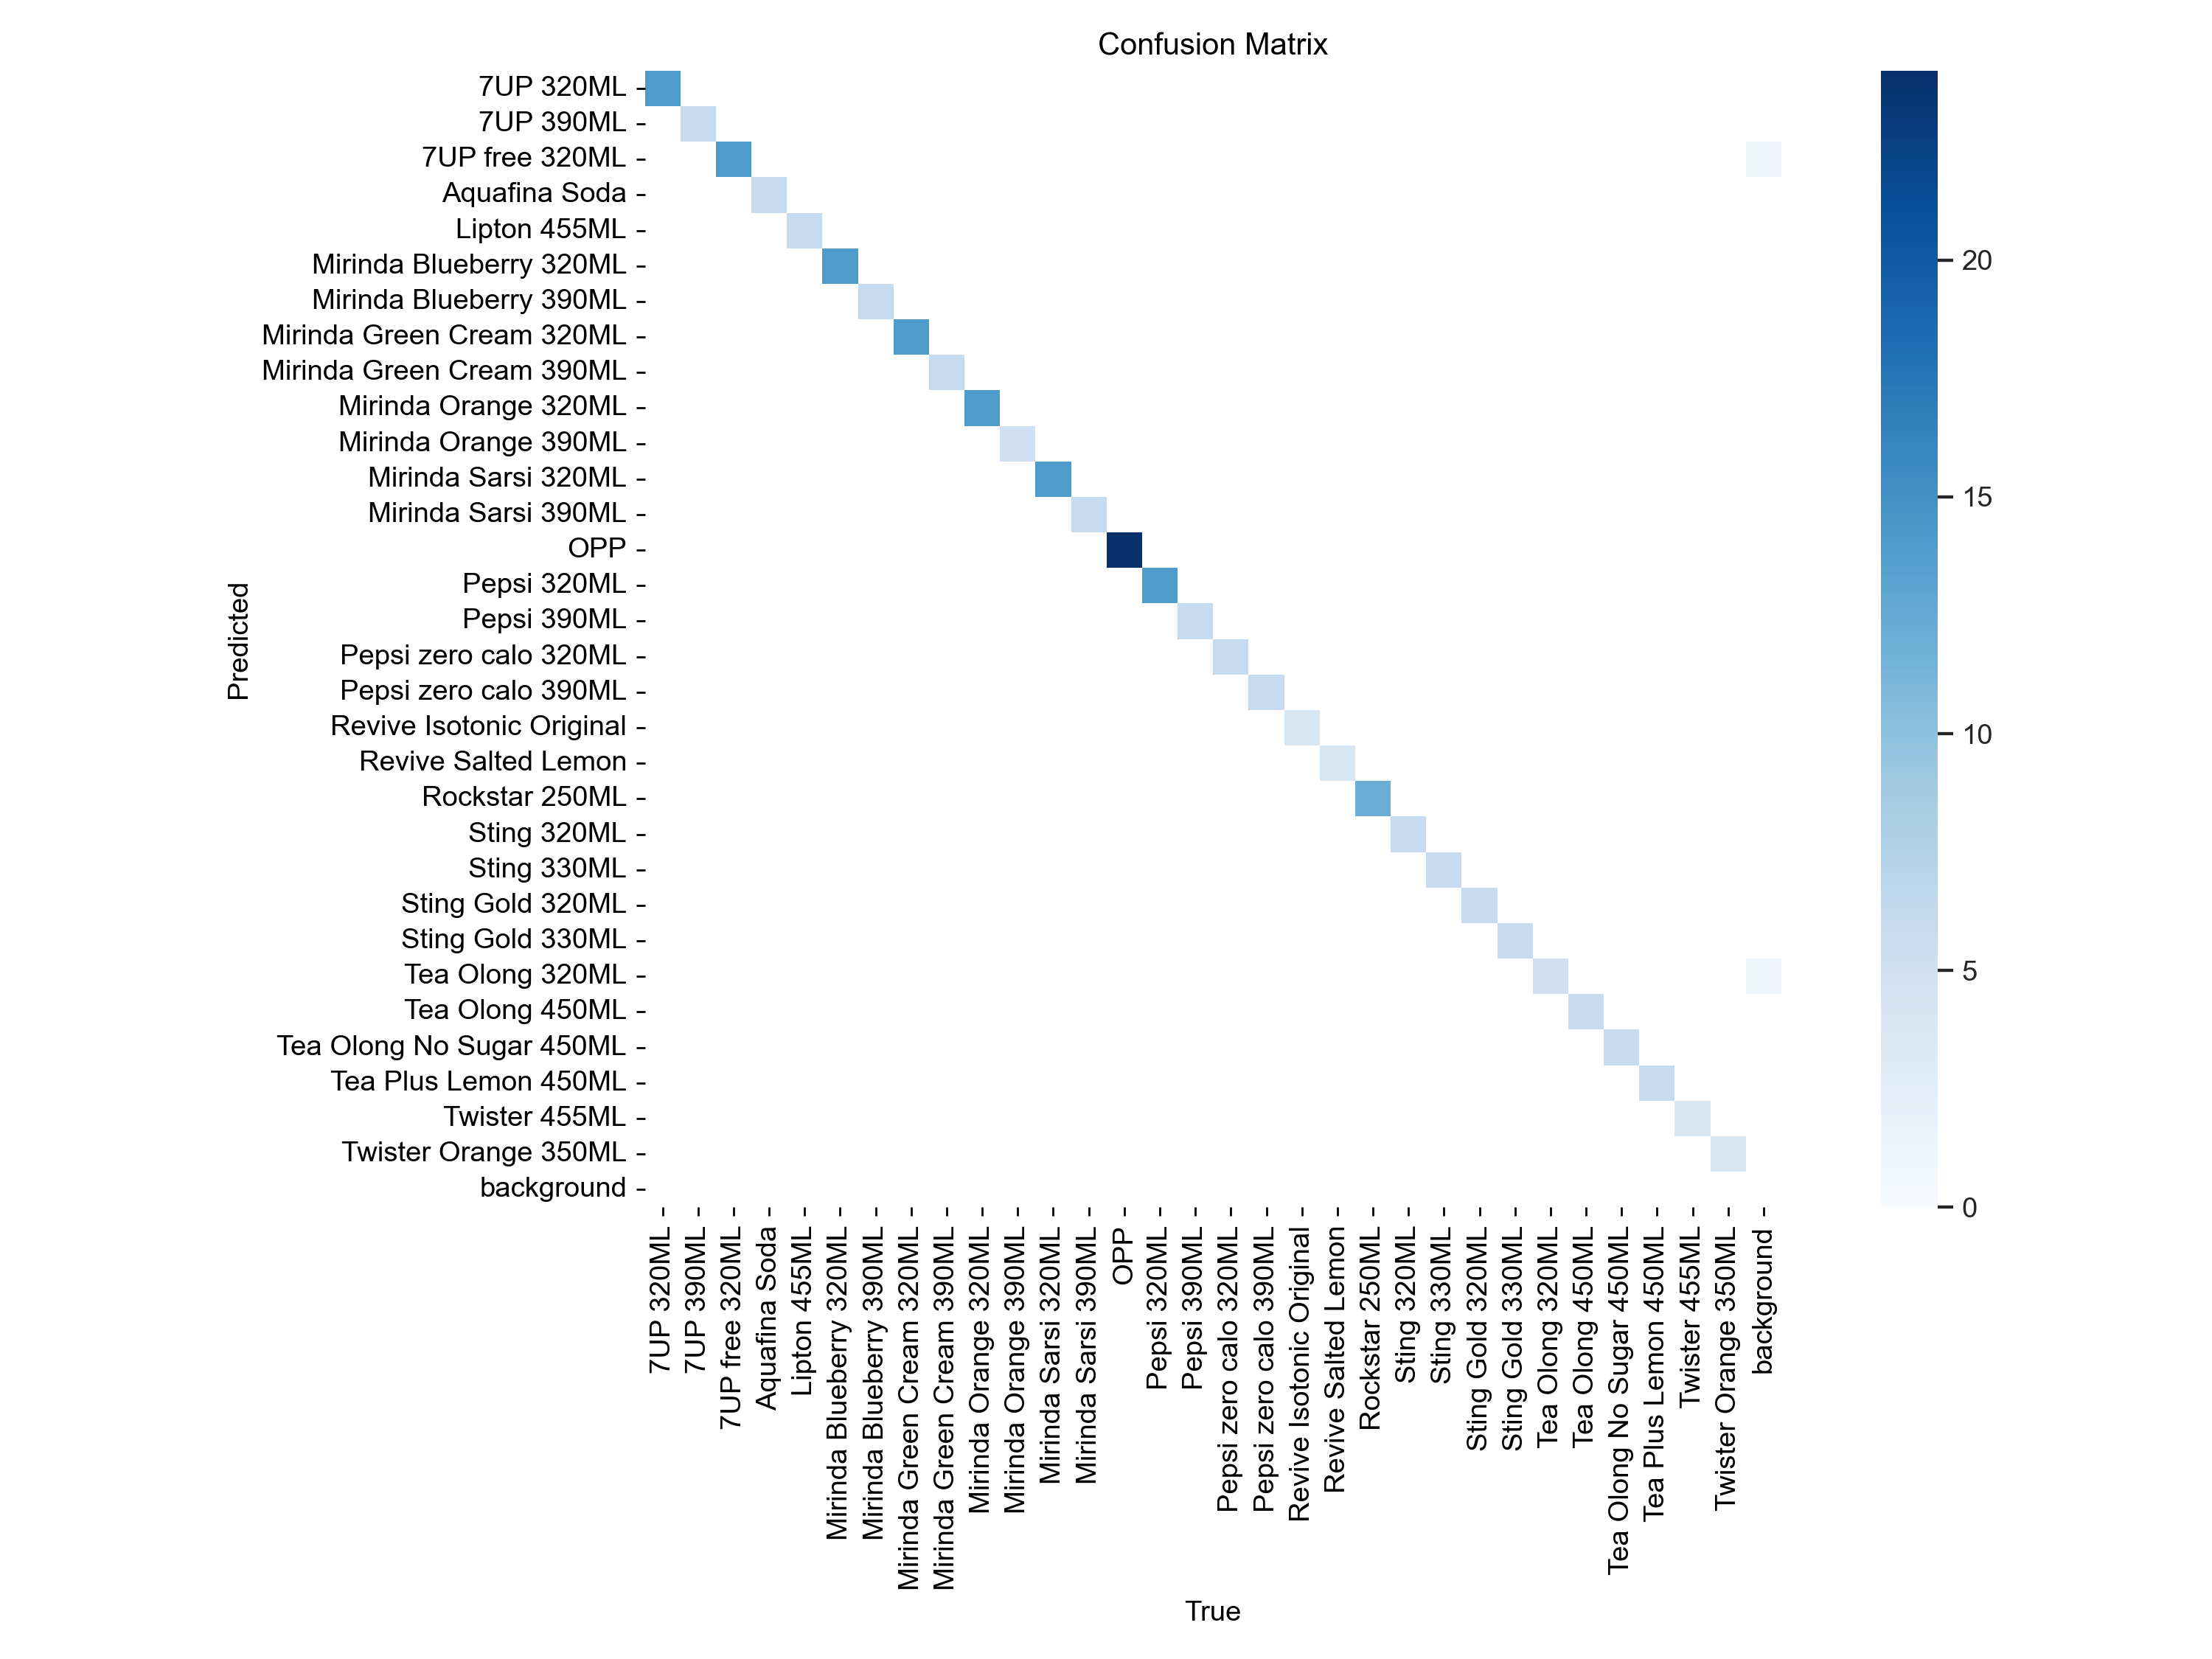 Confusion Matrix
7UP 320ML
7UP 390ML
7UP free 320ML
Aquafina Soda
Lipton 455ML
Mirinda Blueberry 320ML
Mirinda Blueberry 390ML
Mirinda Green Cream 320ML
Mirinda Green Cream 390ML
Mirinda Orange 320ML
Mirinda Orange 390ML
Mirinda Sarsi 320ML
Mirinda Sarsi 390ML
OPP
Pepsi 320ML
Pepsi 390ML
Pepsi zero calo 320ML
Pepsi zero calo 390ML
Revive Isotonic Original
Revive Salted Lemon
Rockstar 250ML
Sting 320ML
Sting 330ML
Sting Gold 320ML
Sting Gold 330ML
Tea Olong 320ML
Tea Olong 450ML
Tea Olong No Sugar 450ML
Tea Plus Lemon 450ML
Twister 455ML
Twister Orange 350ML
background
Predicted
20
15
10
5
0
7UP 320ML
7UP 390ML
7UP free 320ML
Aquafina Soda
Lipton 455ML
Mirinda Blueberry 320ML
Mirinda Blueberry 390ML
Mirinda Green Cream 320ML
Mirinda Green Cream 390ML
Mirinda Orange 320ML
Mirinda Orange 390ML
Mirinda Sarsi 320ML
Mirinda Sarsi 390ML
OPP
Pepsi 320ML
Pepsi 390ML
Pepsi zero calo 320ML
Pepsi zero calo 390ML
Revive Isotonic Original
Revive Salted Lemon
Rockstar 250ML
Sting 320ML
Sting 330ML
Sting Gold 320ML
Sting Gold 330ML
Tea Olong 320ML
Tea Olong 450ML
Tea Olong No Sugar 450ML
Tea Plus Lemon 450ML
Twister 455ML
Twister Orange 350ML
background
True